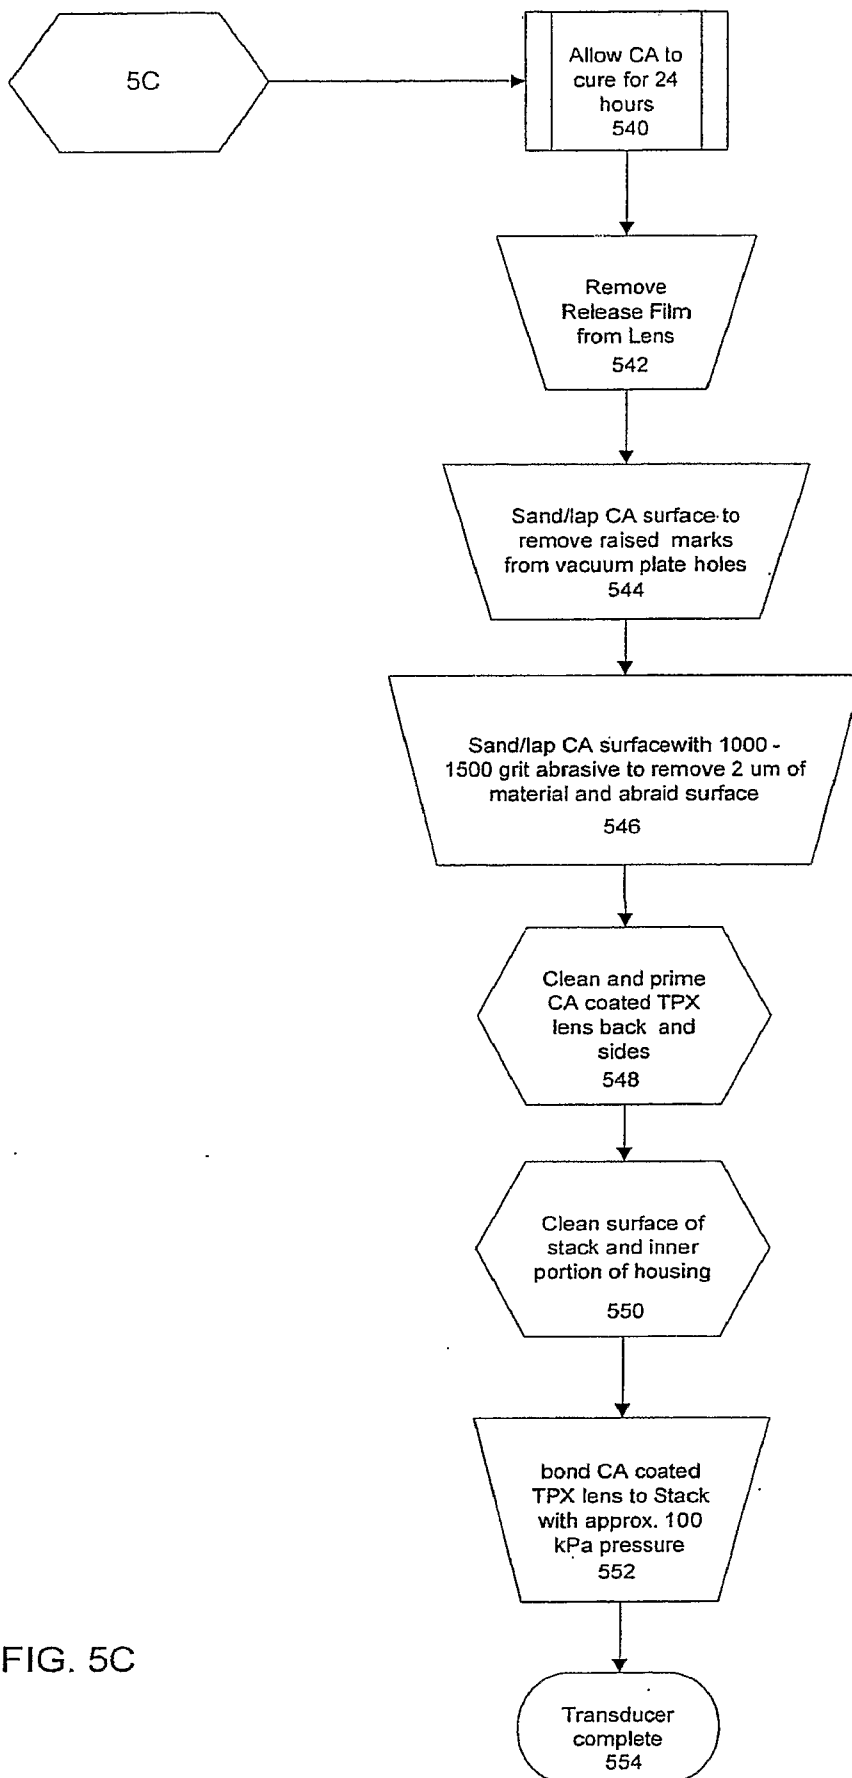 5C
Allow CA to
cure for 24
hours
540
Remove
Release Film
from Lens
542
Sand/lap CA surface to
remove raised marks
from vacuum plate holes
544
Sand/lap CA surfacewith 1000 -
1500 grit abrasive to remove 2 um of
material and abraid surface
546
Clean and prime
CA coated TPX
lens back and
sides
548
Clean surface of
stack and inner
portion of housing
550
bond CA coated
TPX lens to Stack
with approx. 100
kPa pressure
552
Transducer
complete
554
FIG. 5C